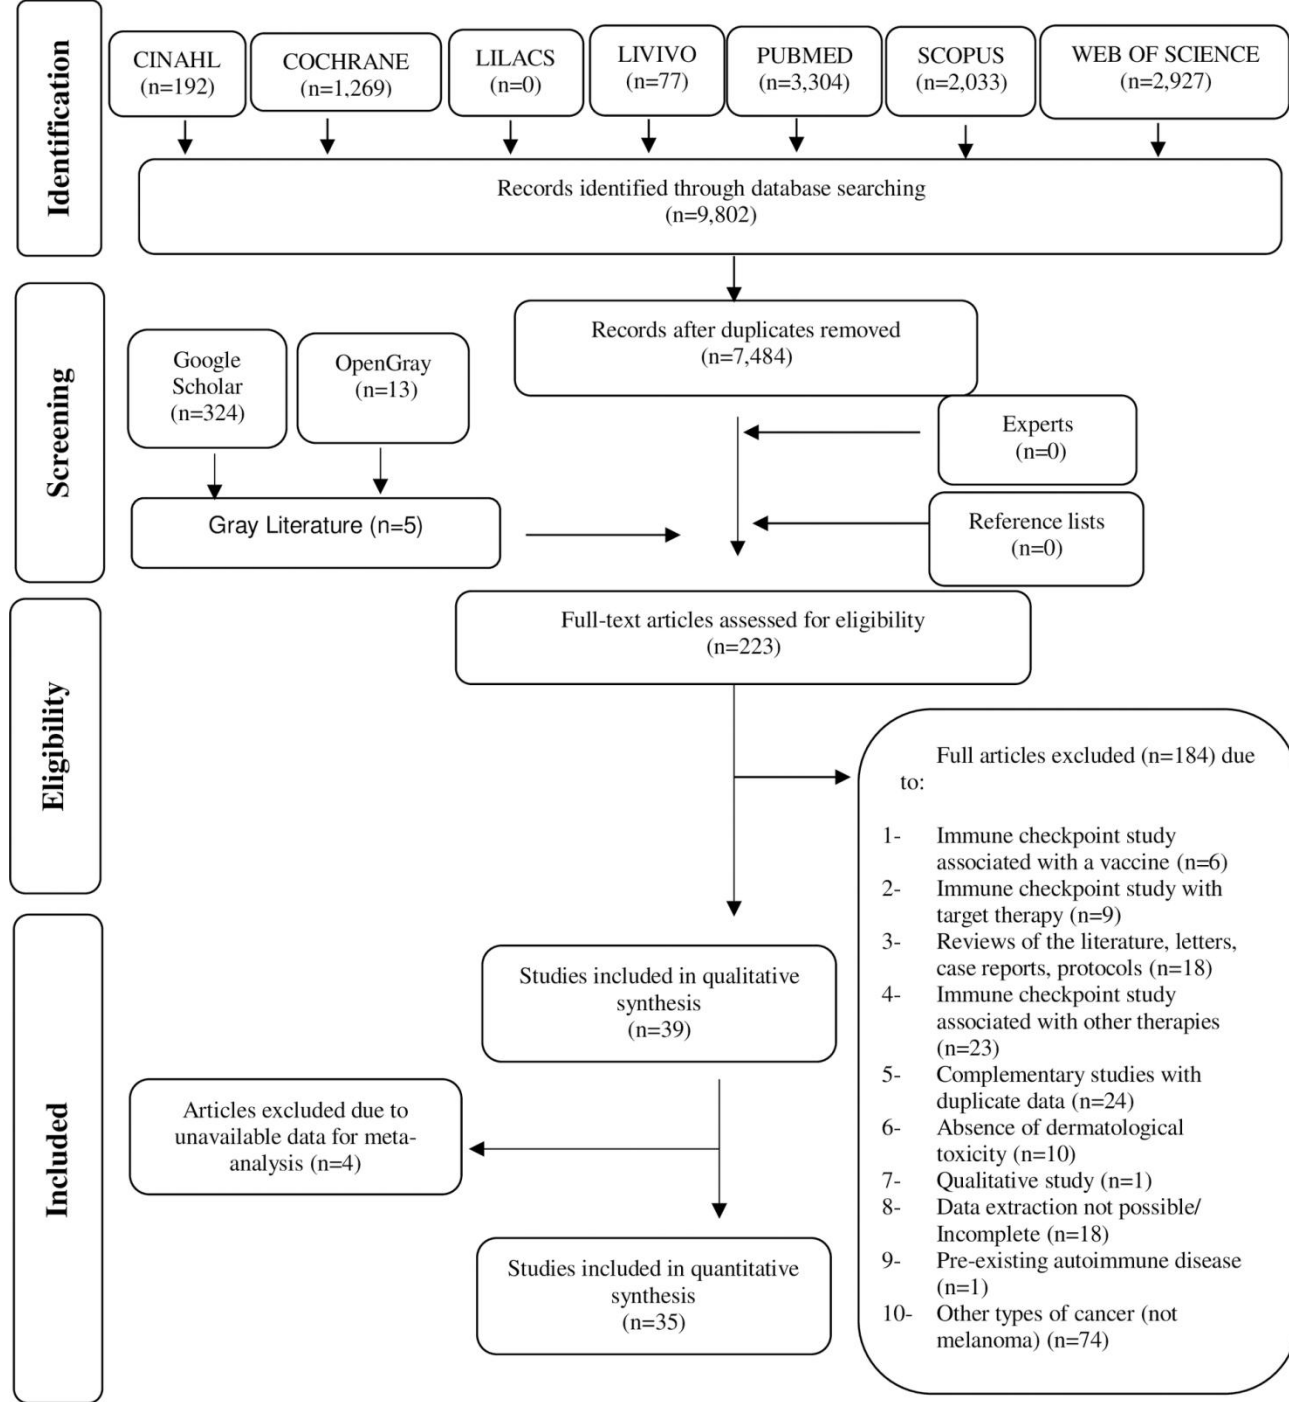 Identification
CINAHL
(n=192)
COCHRANE
(n=1,269)
LILACS
(n=0)
LIVIVO
(n=77)
PUBMED
(n=3,304)
SCOPUS
(n=2,033)
WEB OF SCIENCE
(n=2,927)
Records identified through database searching
(n=9,802)
Screening
Records after duplicates removed
(n=7,484)
Google
Scholar
(n=324)
OpenGray
(n=13)
Experts
(n=0)
Gray Literature (n=5)
Reference lists
(n=0)
Eligibility
Full-text articles assessed for eligibility
(n=223)
Full articles excluded (n=184) due
to:
1- Immune checkpoint study
associated with a vaccine (n=6)
2- Immune checkpoint study with
target therapy (n=9)
3- Reviews of the literature, letters,
case reports, protocols (n=18)
4- Immune checkpoint study
associated with other therapies
(n=23)
5- Complementary studies with
duplicate data (n=24)
6- Absence of dermatological
toxicity (n=10)
7- Qualitative study (n=1)
8- Data extraction not possible/
Incomplete (n=18)
9- Pre-existing autoimmune disease
(n=1)
10- Other types of cancer (not
melanoma) (n=74)
Included
Studies included in qualitative
synthesis
(n=39)
Articles excluded due to
unavailable data for meta-
analysis (n=4)
Studies included in quantitative
synthesis
(n=35)